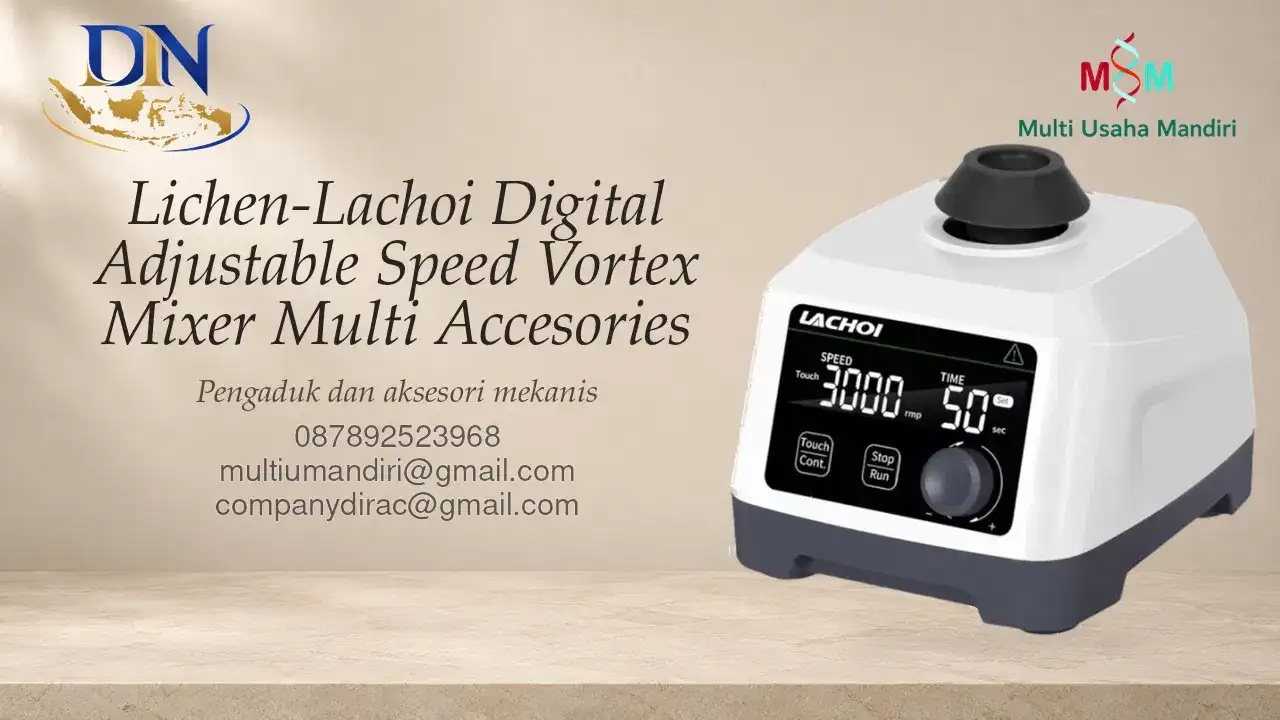 DN
M M
Multi Usaha Mandiri
Lichen-Lachoi Digital
Adjustable Speed Vortex
Mixer Multi Accesories
Pengaduk dan aksesori mekanis
087892523968
multiumandiri@gmail.com
companydirac@gmail.com
LACHOI
SPEED
Touch 3000 rmp
TIME
50 Set sec
Touch
Cont.
Stop
Run
- +